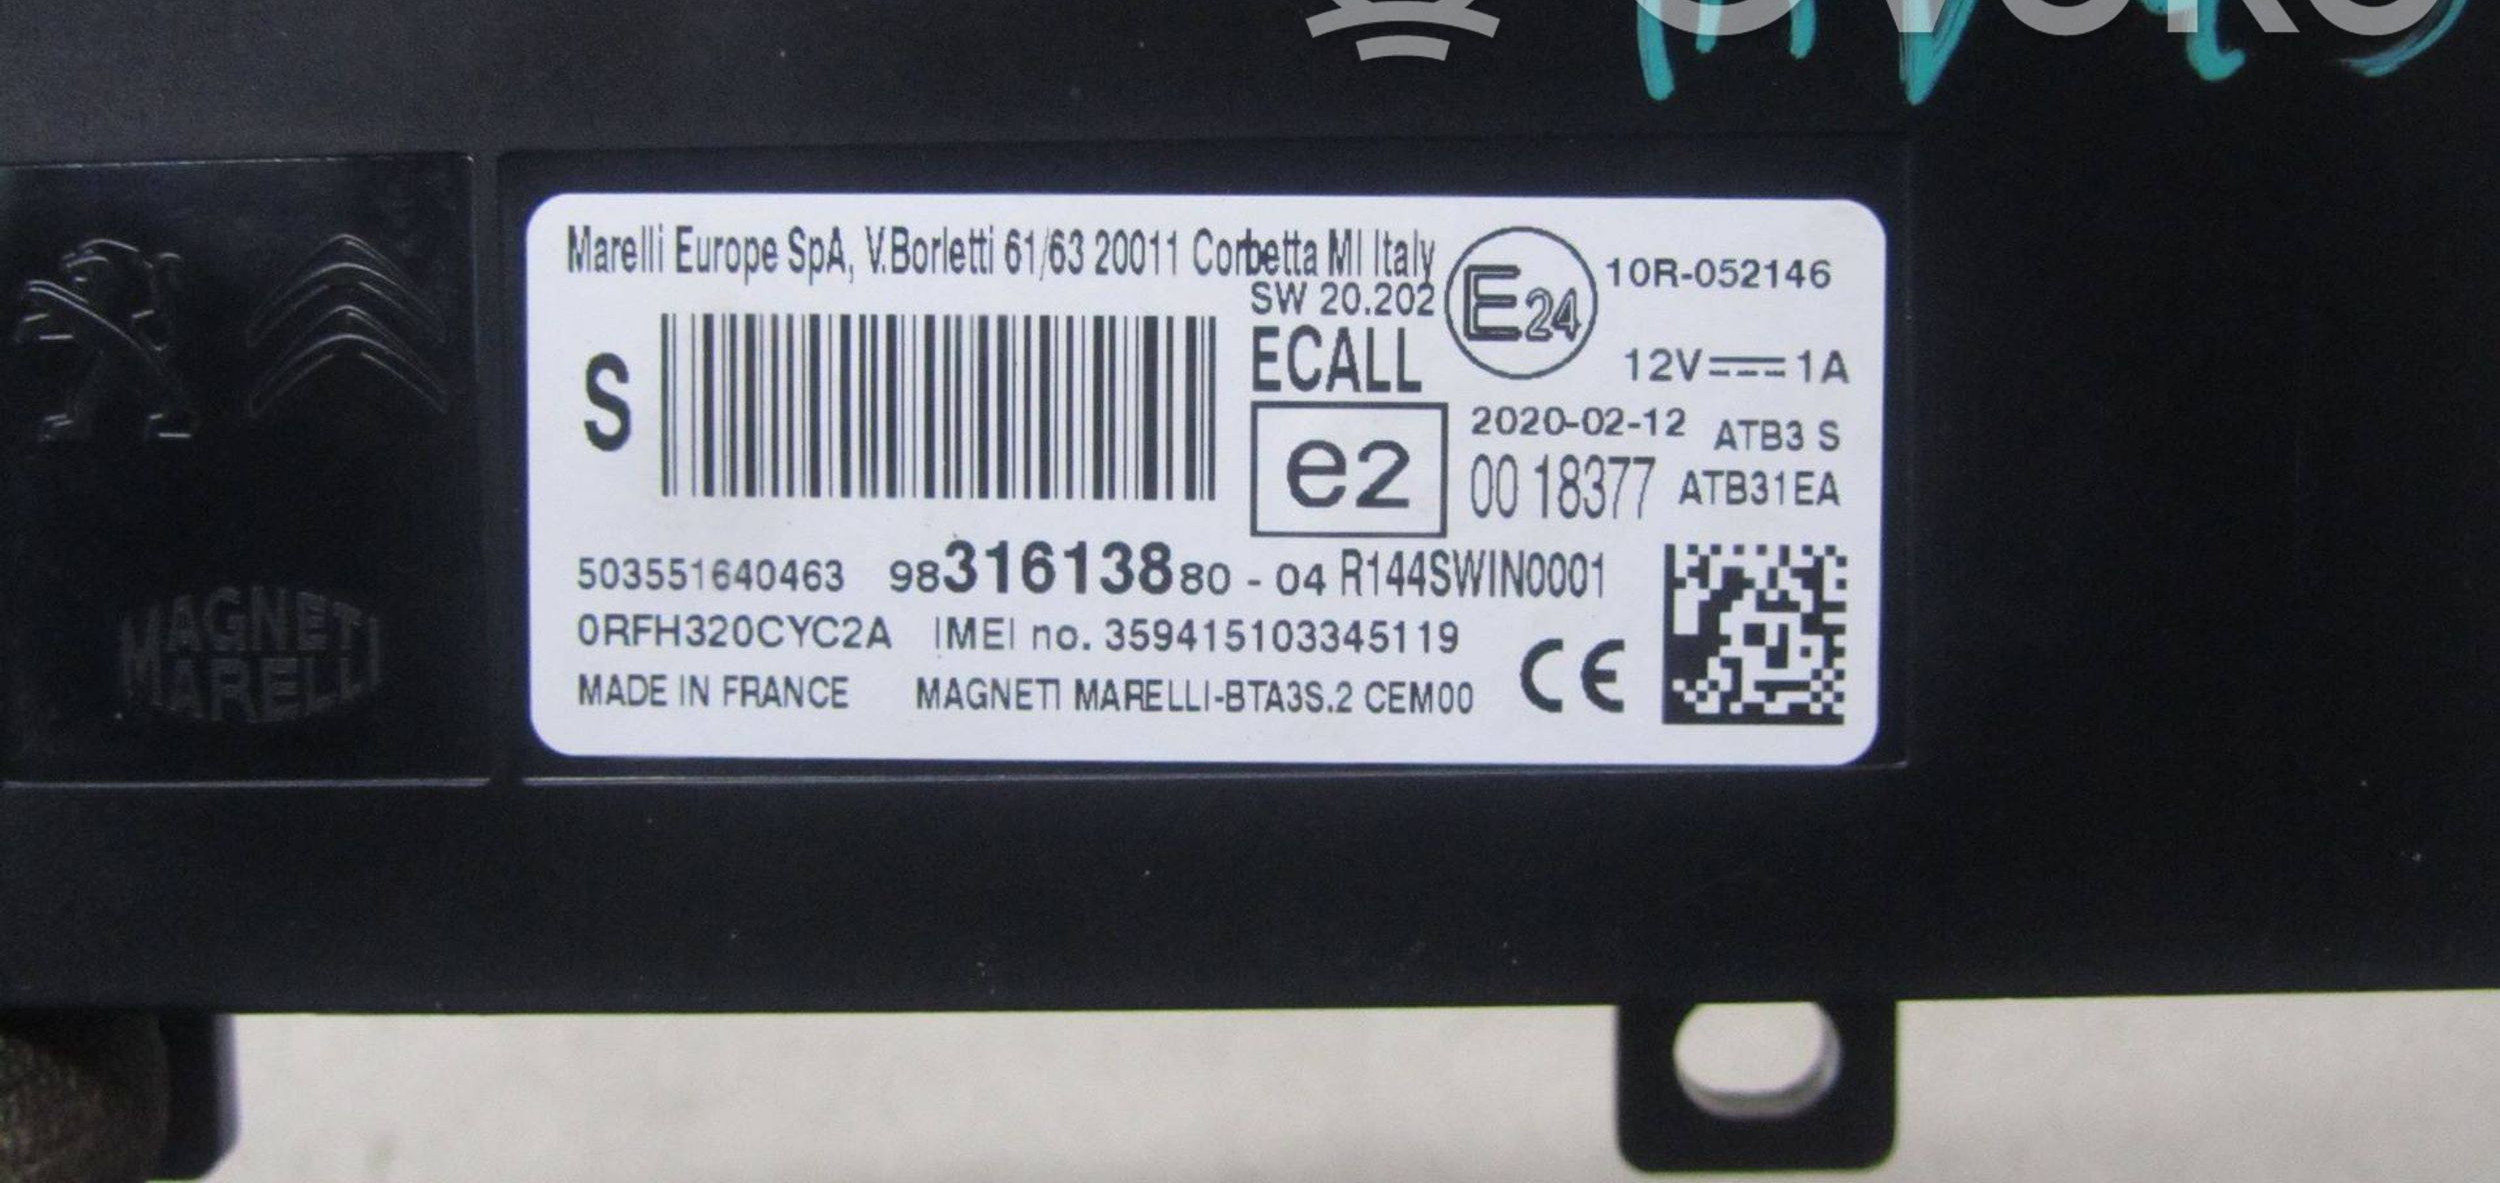 Marelli Europe SpA, V.Borletti 61/63 20011 Corbetta MI Italy
SW 20.202
E24
10R-052146
S
ECALL
12V 1A
e2
2020-02-12 ATB3 S
00 18377 ATB31EA
503551640463 9831613880 - 04 R144SWIN0001
0RFH320CYC2A IMEI no. 359415103345119
MADE IN FRANCE MAGNETI MARELLI-BTA3S.2 CEM00
CE
MAGNETI
MARELLI